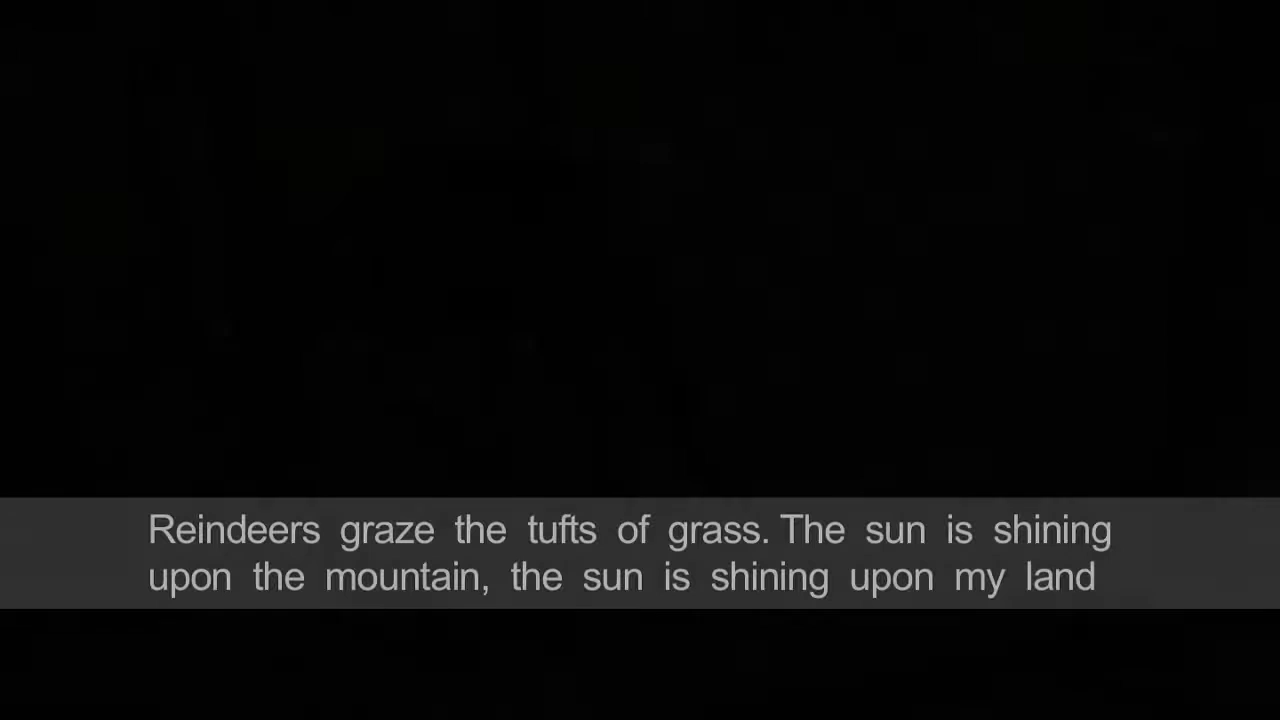 Reindeers graze the tufts of grass. The sun is shining
upon the mountain, the sun is shining upon my land